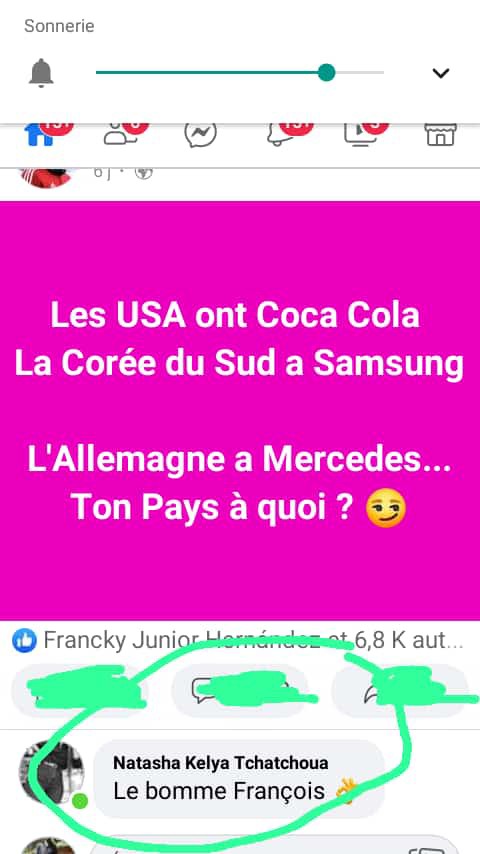 Sonnerie
6 j
Les USA ont Coca Cola
La Corée du Sud a Samsung
L'Allemagne a Mercedes...
Ton Pays à quoi ? 😏
Francky Junior Hernández et 6,8 K aut...
Natasha Kelya Tchatchoua
Le bomme François 👌